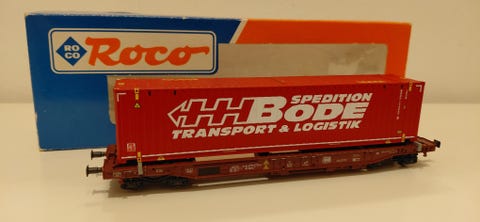 ROCO
Roco
SPEDITION
BODE
TRANSPORT & LOGISTIK